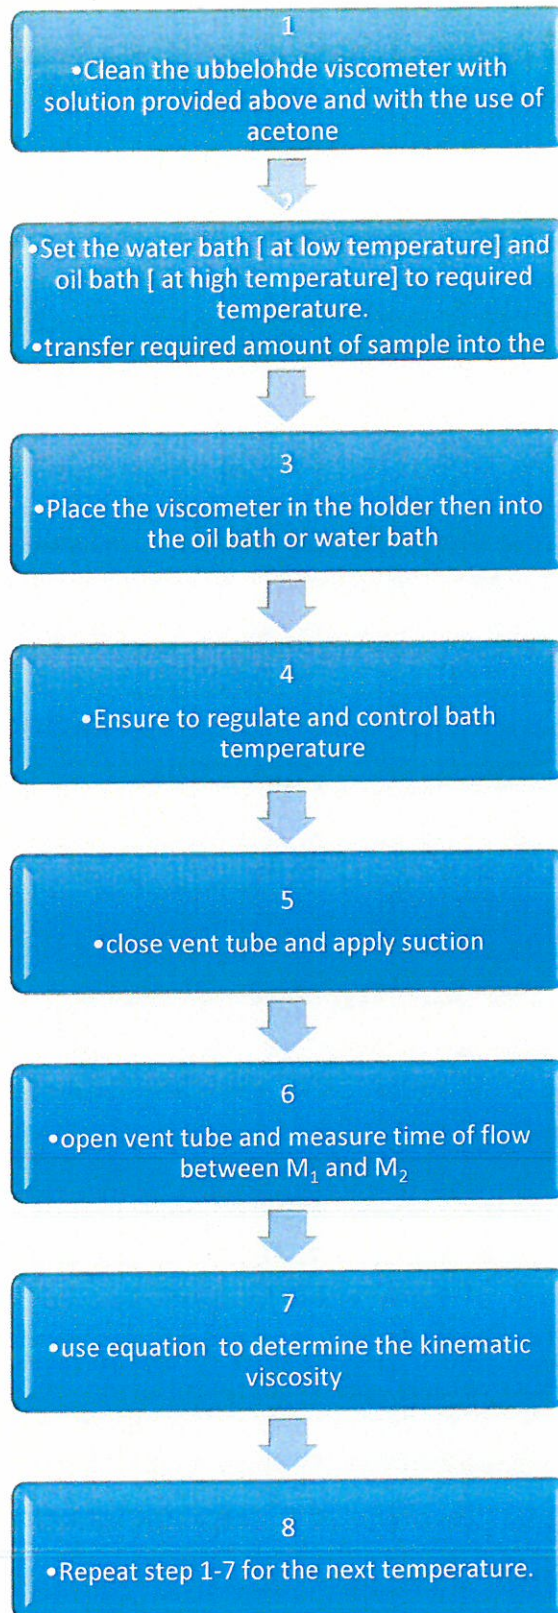 1
•Clean the ubbelohde viscometer with
solution provided above and with the use of
acetone
2
•Set the water bath [ at low temperature] and
oil bath [ at high temperature] to required
temperature.
•transfer required amount of sample into the
3
•Place the viscometer in the holder then into
the oil bath or water bath
4
•Ensure to regulate and control bath
temperature
5
•close vent tube and apply suction
6
•open vent tube and measure time of flow
between M₁ and M₂
7
•use equation to determine the kinematic
viscosity
8
•Repeat step 1-7 for the next temperature.